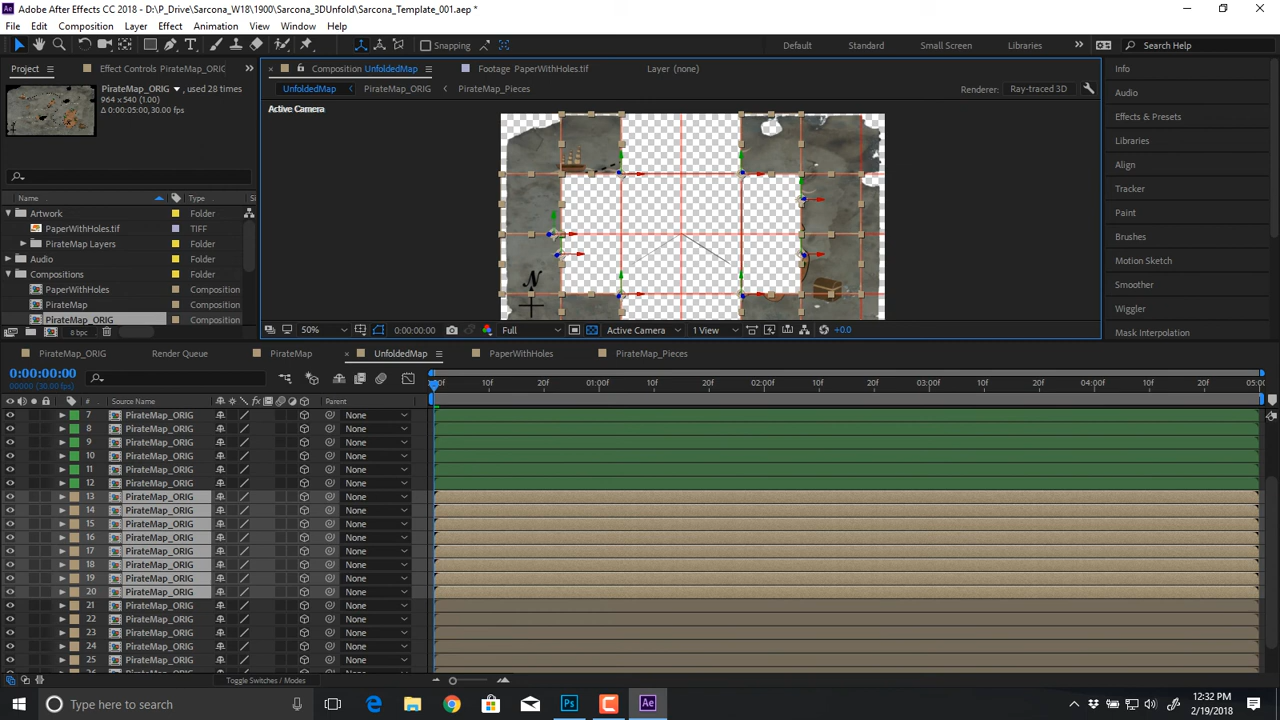 Adobe After Effects CC 2018 - D:\P_Drive\Sarcona_W18\1900\Sarcona_3DUnfold\Sarcona_Template_001.aep *
File Edit Composition Layer Effect Animation View Window Help
Snapping Default Standard Small Screen Libraries Search Help
Project Effect Controls PirateMap_ORIG Composition UnfoldedMap Footage PaperWithHoles.tif Layer (none) Info
PirateMap_ORIG , used 28 times UnfoldedMap PirateMap_ORIG PirateMap_Pieces Renderer: Ray-traced 3D Audio
964 x 540 (1.00)
Δ 0:00:05:00, 30.00 fps
Active Camera
Effects & Presets
Libraries
Align
Tracker
Name Type
Artwork Folder
PaperWithHoles.tif TIFF
PirateMap Layers Folder
Audio Folder
Compositions Folder
PaperWithHoles Composition
PirateMap Composition
PirateMap_ORIG Composition
Paint
Brushes
Motion Sketch
Smoother
Wiggler
Mask Interpolation
N
8 bpc 50% 0:00:00:00 Full Active Camera 1 View +0.0
PirateMap_ORIG Render Queue PirateMap UnfoldedMap PaperWithHoles PirateMap_Pieces
0:00:00:00
00000 (30.00 fps)
:00f 10f 20f 01:00f 10f 20f 02:00f 10f 20f 03:00f 10f 20f 04:00f 10f 20f 05:00
# Source Name fx Parent
7 PirateMap_ORIG None
8 PirateMap_ORIG None
9 PirateMap_ORIG None
10 PirateMap_ORIG None
11 PirateMap_ORIG None
12 PirateMap_ORIG None
13 PirateMap_ORIG None
14 PirateMap_ORIG None
15 PirateMap_ORIG None
16 PirateMap_ORIG None
17 PirateMap_ORIG None
18 PirateMap_ORIG None
19 PirateMap_ORIG None
20 PirateMap_ORIG None
21 PirateMap_ORIG None
22 PirateMap_ORIG None
23 PirateMap_ORIG None
24 PirateMap_ORIG None
25 PirateMap_ORIG None
Toggle Switches / Modes
Type here to search
Ps Ae
12:32 PM
2/19/2018